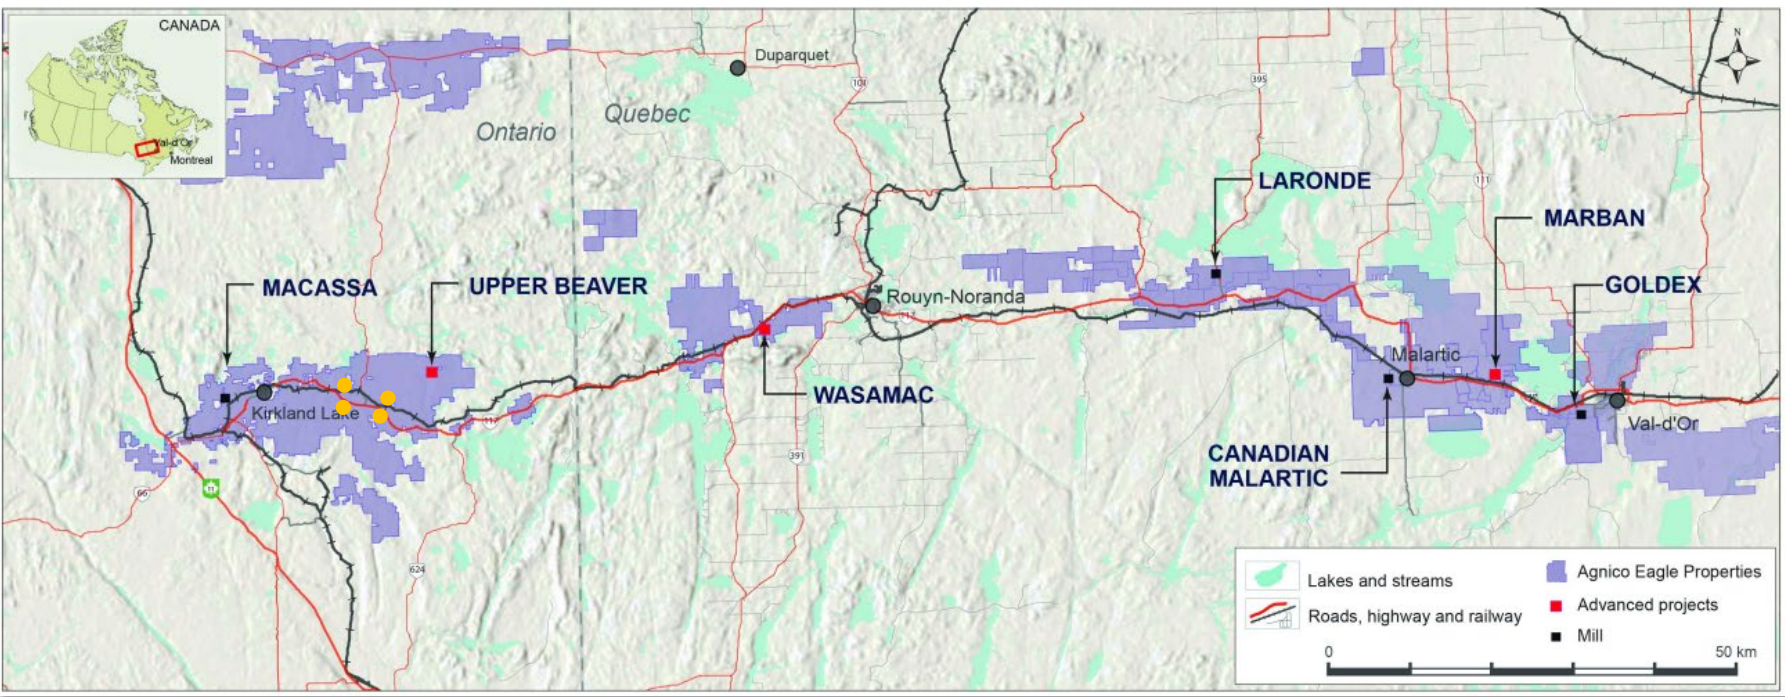 CANADA
Val-d'Or
Montreal
Duparquet
101
395
Ontario
Quebec
LARONDE
111
MARBAN
MACASSA
UPPER BEAVER
GOLDEX
Rouyn-Noranda
117
Malartic
WASAMAC
Kirkland Lake
117
Val-d'Or
CANADIAN
MALARTIC
391
66
11
624
N
Lakes and streams
Roads, highway and railway
Agnico Eagle Properties
Advanced projects
Mill
0
50 km